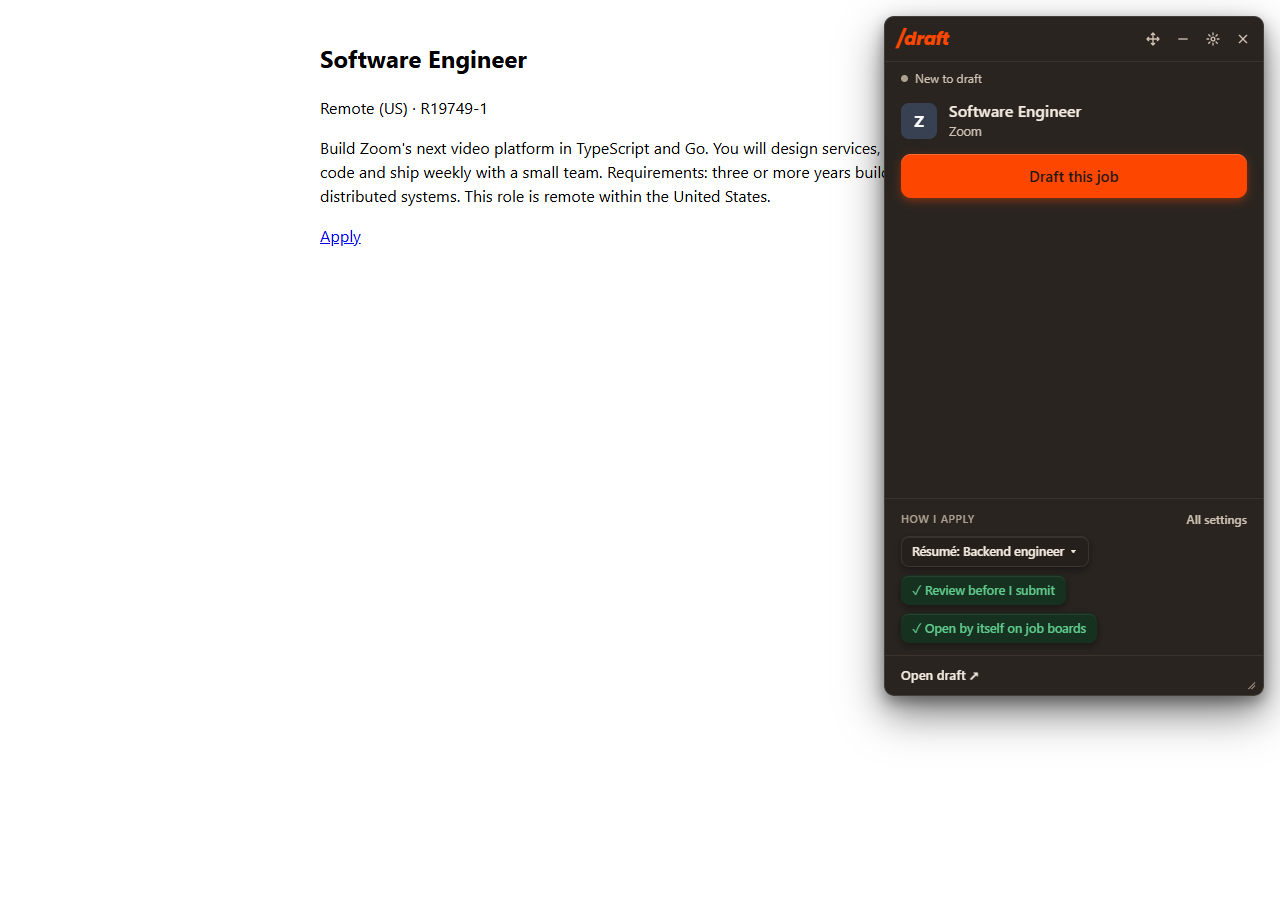 Software Engineer
Remote (US) · R19749-1
Build Zoom's next video platform in TypeScript and Go. You will design services,
code and ship weekly with a small team. Requirements: three or more years
distributed systems. This role is remote within the United States.
Apply
/draft
New to draft
Z
Software Engineer
Zoom
Draft this job
HOW I APPLY
All settings
Résumé: Backend engineer
✓ Review before I submit
✓ Open by itself on job boards
Open draft ↗